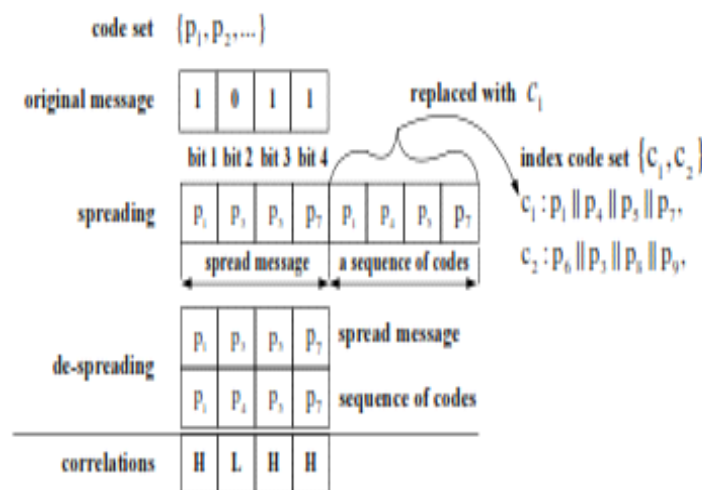 code set {p₁, p₂, ...}
original message 1 0 1 1
replaced with C₁
bit 1 bit 2 bit 3 bit 4
index code set {C₁, C₂}
spreading p₁ p₃ p₅ p₇ p₁ p₄ p₅ p₇
c₁ : p₁ || p₄ || p₅ || p₇,
spread message a sequence of codes
c₂ : p₆ || p₃ || p₈ || p₉,
de-spreading
p₁ p₃ p₅ p₇ spread message
p₁ p₄ p₅ p₇ sequence of codes
correlations H L H H